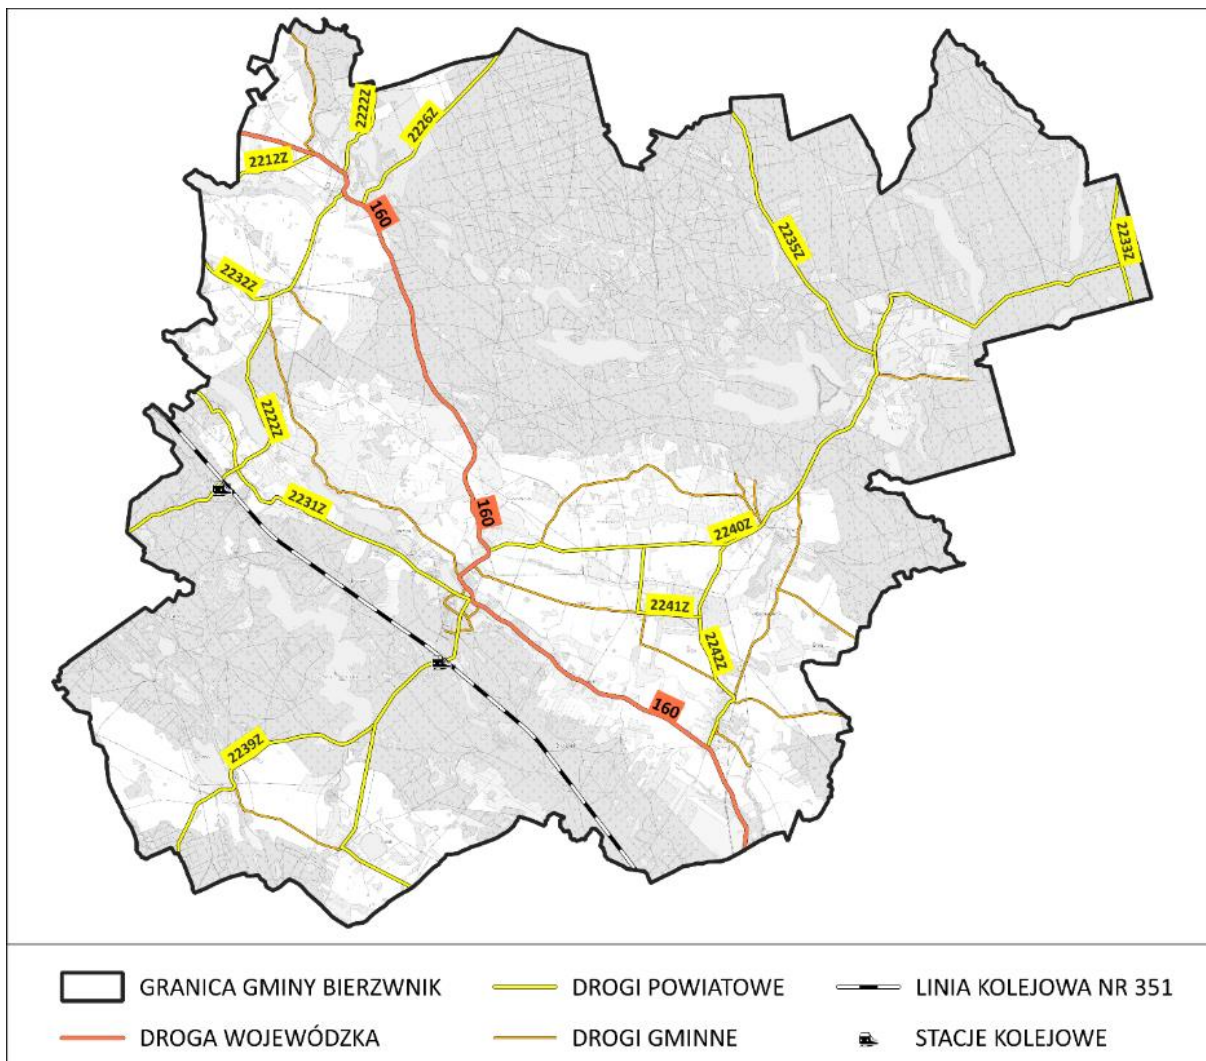 2222Z
2226Z
2212Z
160
2235Z
2233Z
2232Z
2222Z
2231Z
160
2240Z
2241Z
2242Z
160
2239Z
GRANICA GMINY BIERZWNIK
DROGI POWIATOWE
LINIA KOLEJOWA NR 351
DROGA WOJEWÓDZKA
DROGI GMINNE
STACJE KOLEJOWE